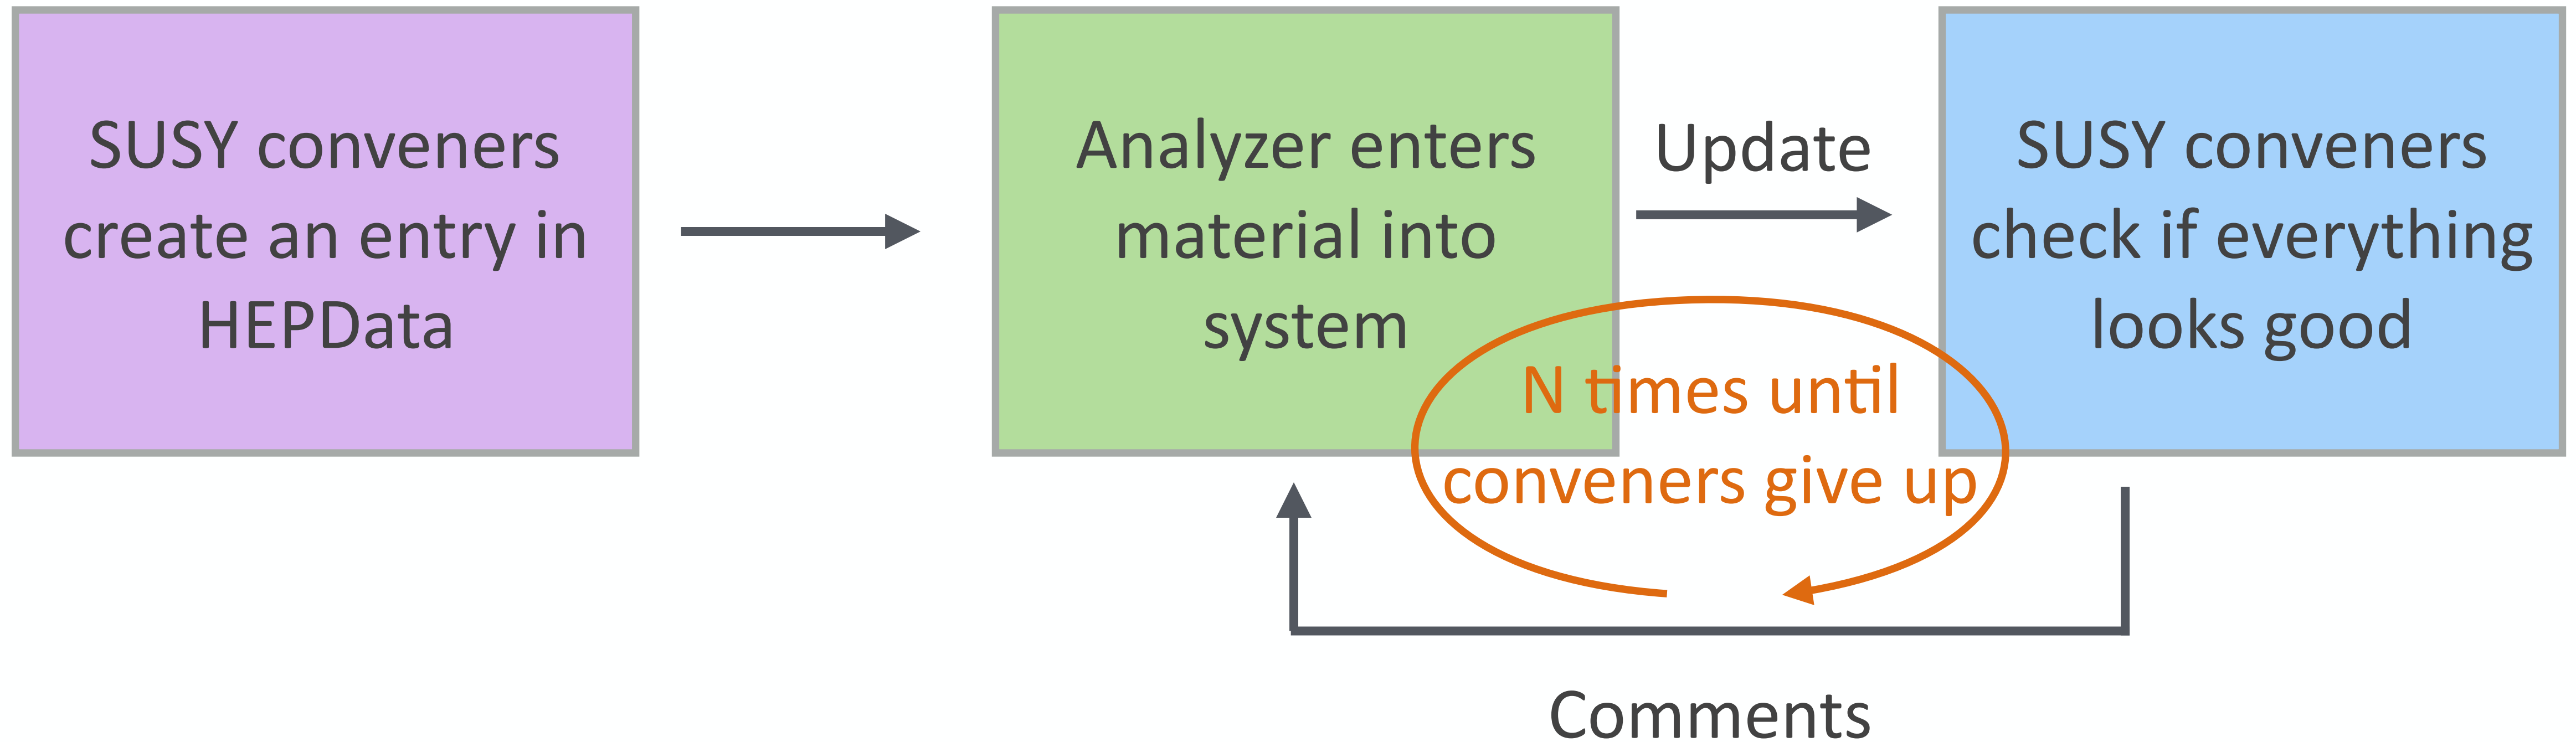 SUSY conveners
create an entry in
HEPData
Analyzer enters
material into
system
Update
SUSY conveners
check if everything
looks good
N times until
conveners give up
Comments